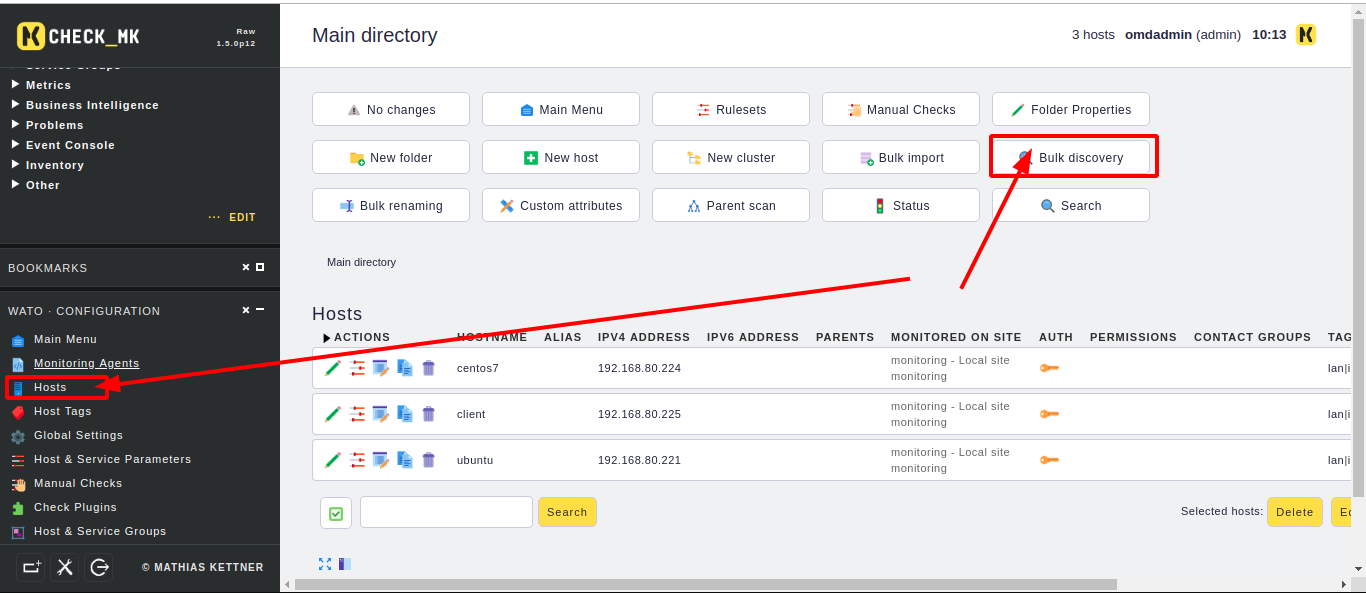 CHECK_MK
Raw
1.5.0p12
Service Groups
Metrics
Business Intelligence
Problems
Event Console
Inventory
Other
··· EDIT
BOOKMARKS
WATO · CONFIGURATION
Main Menu
Monitoring Agents
Hosts
Host Tags
Global Settings
Host & Service Parameters
Manual Checks
Check Plugins
Host & Service Groups
© MATHIAS KETTNER
Main directory
3 hosts omdadmin (admin) 10:13
No changes Main Menu Rulesets Manual Checks Folder Properties
New folder New host New cluster Bulk import Bulk discovery
Bulk renaming Custom attributes Parent scan Status Search
Main directory
Hosts
ACTIONS HOSTNAME ALIAS IPV4 ADDRESS IPV6 ADDRESS PARENTS MONITORED ON SITE AUTH PERMISSIONS CONTACT GROUPS TAG
centos7 192.168.80.224 monitoring - Local site lan|i
monitoring
client 192.168.80.225 monitoring - Local site lan|i
monitoring
ubuntu 192.168.80.221 monitoring - Local site lan|i
monitoring
Search Selected hosts: Delete